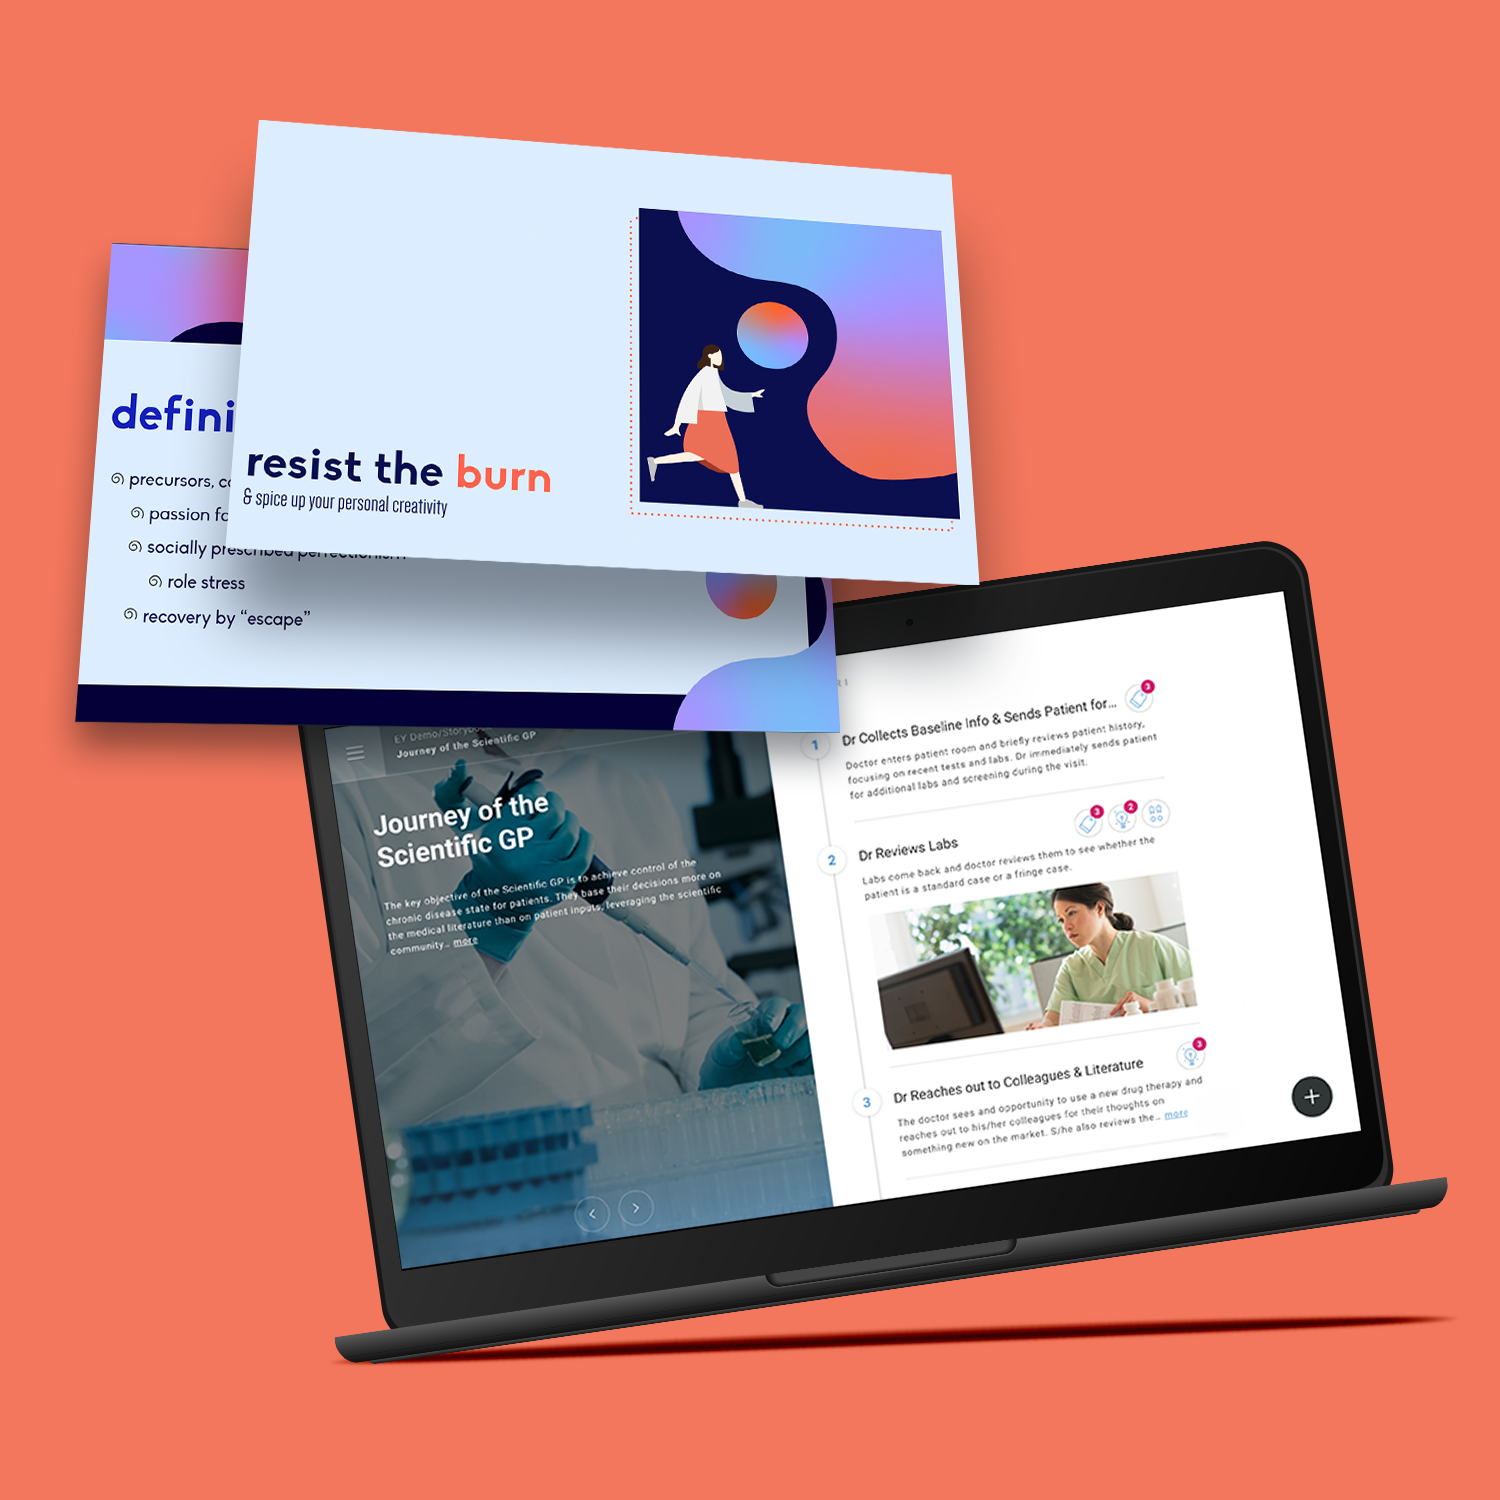 resist the burn
& spice up your personal creativity
defini
precursors, co
passion fo
socially prescribed perfectionism
role stress
recovery by “escape”
EY Demo/Storybo
Journey of the Scientific GP
Journey of the
Scientific GP
The key objective of the Scientific GP is to achieve control of the
chronic disease state for patients. They base their decisions more on
the medical literature than on patient inputs, leveraging the scientific
community... more
1
Dr Collects Baseline Info & Sends Patient for...
3
Doctor enters patient room and briefly reviews patient history,
focusing on recent tests and labs. Dr immediately sends patient
for additional labs and screening during the visit.
3
2
2
Dr Reviews Labs
Labs come back and doctor reviews them to see whether the
patient is a standard case or a fringe case.
3
3
Dr Reaches out to Colleagues & Literature
The doctor sees and opportunity to use a new drug therapy and
reaches out to his/her colleagues for their thoughts on
something new on the market. S/he also reviews the... more